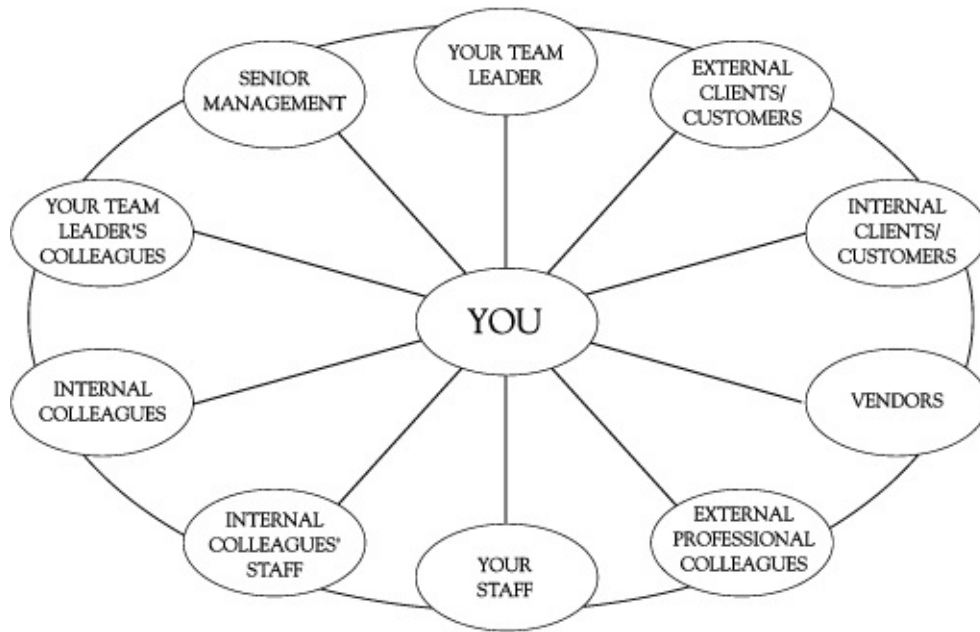 YOUR TEAM
LEADER
EXTERNAL
CLIENTS/
CUSTOMERS
INTERNAL
CLIENTS/
CUSTOMERS
VENDORS
EXTERNAL
PROFESSIONAL
COLLEAGUES
YOUR
STAFF
INTERNAL
COLLEAGUES'
STAFF
INTERNAL
COLLEAGUES
YOUR TEAM
LEADER'S
COLLEAGUES
SENIOR
MANAGEMENT
YOU